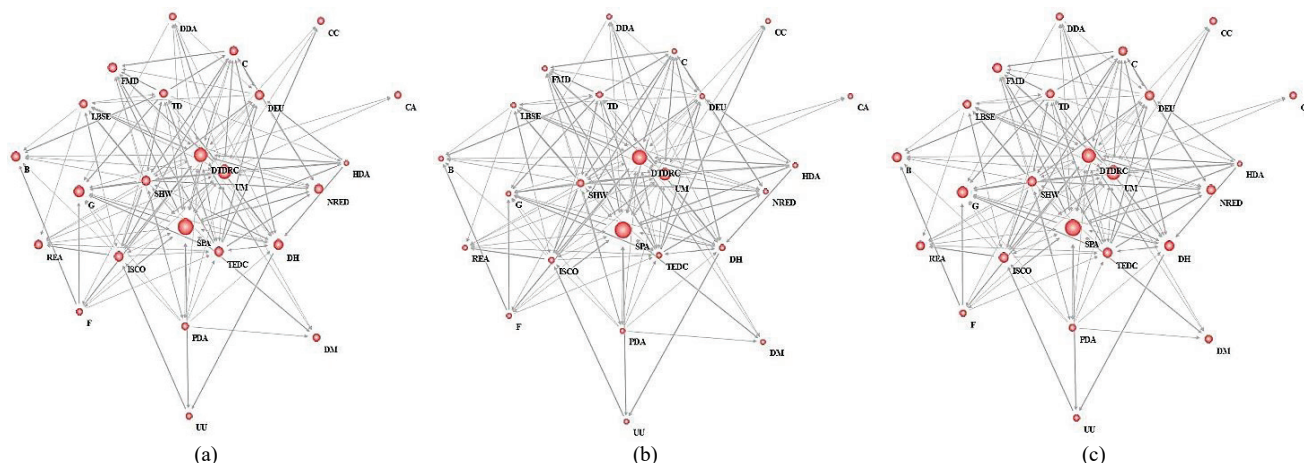 DDA
CC
C
FMD
TD
DEU
CA
LBSE
B
DTDRC
HDA
UM
SHW
G
NRED
SPA
REA
ISCO
TEDC
DH
F
PDA
DM
UU
(a)
DDA
CC
C
FMD
TD
DEU
CA
LBSE
B
DTDRC
HDA
UM
SHW
G
NRED
SPA
REA
ISCO
TEDC
DH
F
PDA
DM
UU
(b)
DDA
CC
C
FMD
TD
DEU
LBSE
B
DTDRC
HDA
UM
SHW
G
NRED
SPA
REA
ISCO
TEDC
DH
F
PDA
DM
UU
(c)